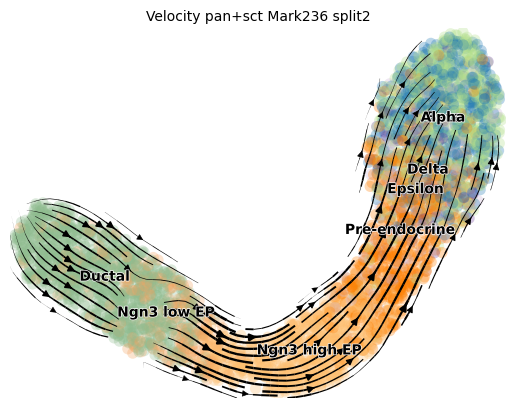 Velocity pan+sct Mark236 split2
Alpha
Delta
Epsilon
Pre-endocrine
Ductal
Ngn3 low EP
Ngn3 high EP